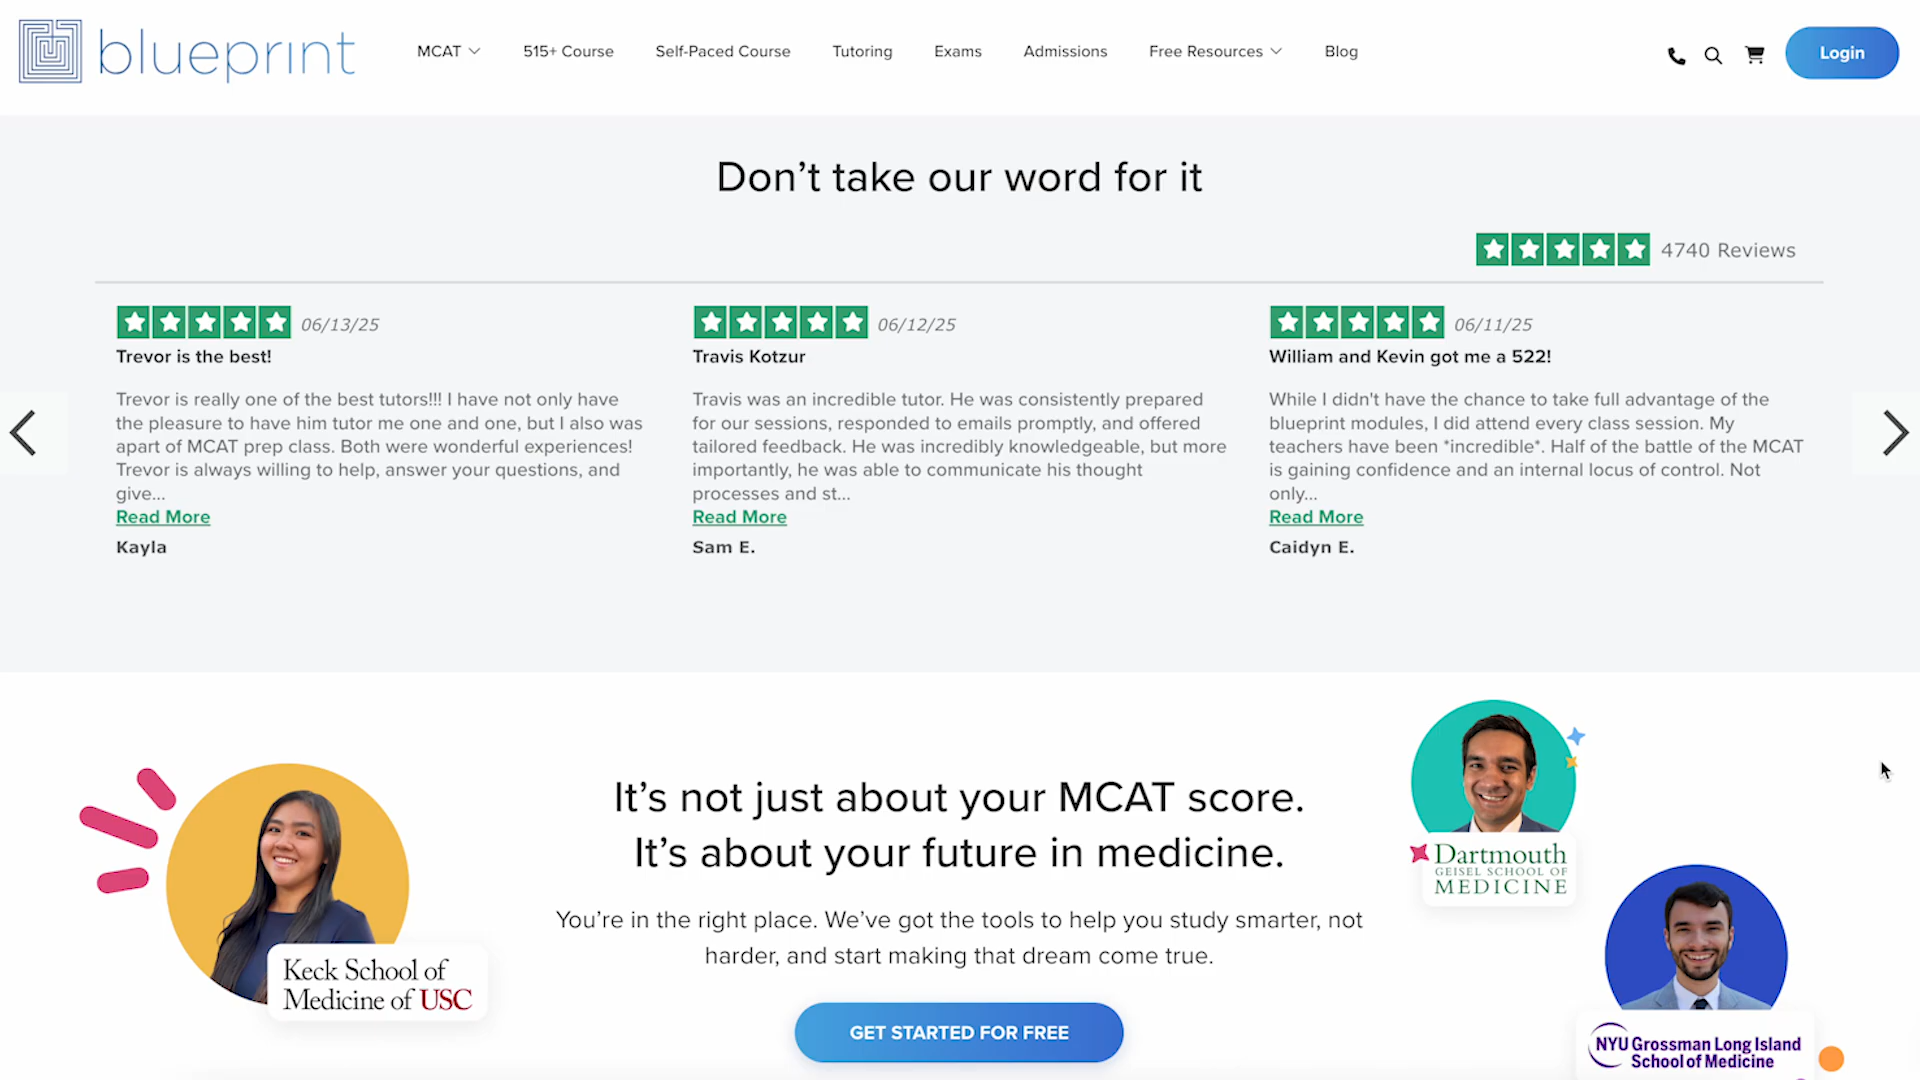 blueprint
MCAT
515+ Course
Self-Paced Course
Tutoring
Exams
Admissions
Free Resources
Blog
Login
Don’t take our word for it
4740 Reviews
06/13/25
Trevor is the best!
Trevor is really one of the best tutors!!! I have not only have
the pleasure to have him tutor me one and one, but I also was
apart of MCAT prep class. Both were wonderful experiences!
Trevor is always willing to help, answer your questions, and
give...
Read More
Kayla
06/12/25
Travis Kotzur
Travis was an incredible tutor. He was consistently prepared
for our sessions, responded to emails promptly, and offered
tailored feedback. He was incredibly knowledgeable, but more
importantly, he was able to communicate his thought
processes and st...
Read More
Sam E.
06/11/25
William and Kevin got me a 522!
While I didn't have the chance to take full advantage of the
blueprint modules, I did attend every class session. My
teachers have been *incredible*. Half of the battle of the MCAT
is gaining confidence and an internal locus of control. Not
only...
Read More
Caidyn E.
It’s not just about your MCAT score.
It’s about your future in medicine.
You’re in the right place. We’ve got the tools to help you study smarter, not
harder, and start making that dream come true.
GET STARTED FOR FREE
Keck School of
Medicine of USC
Dartmouth
GEISEL SCHOOL OF
MEDICINE
NYU Grossman Long Island
School of Medicine